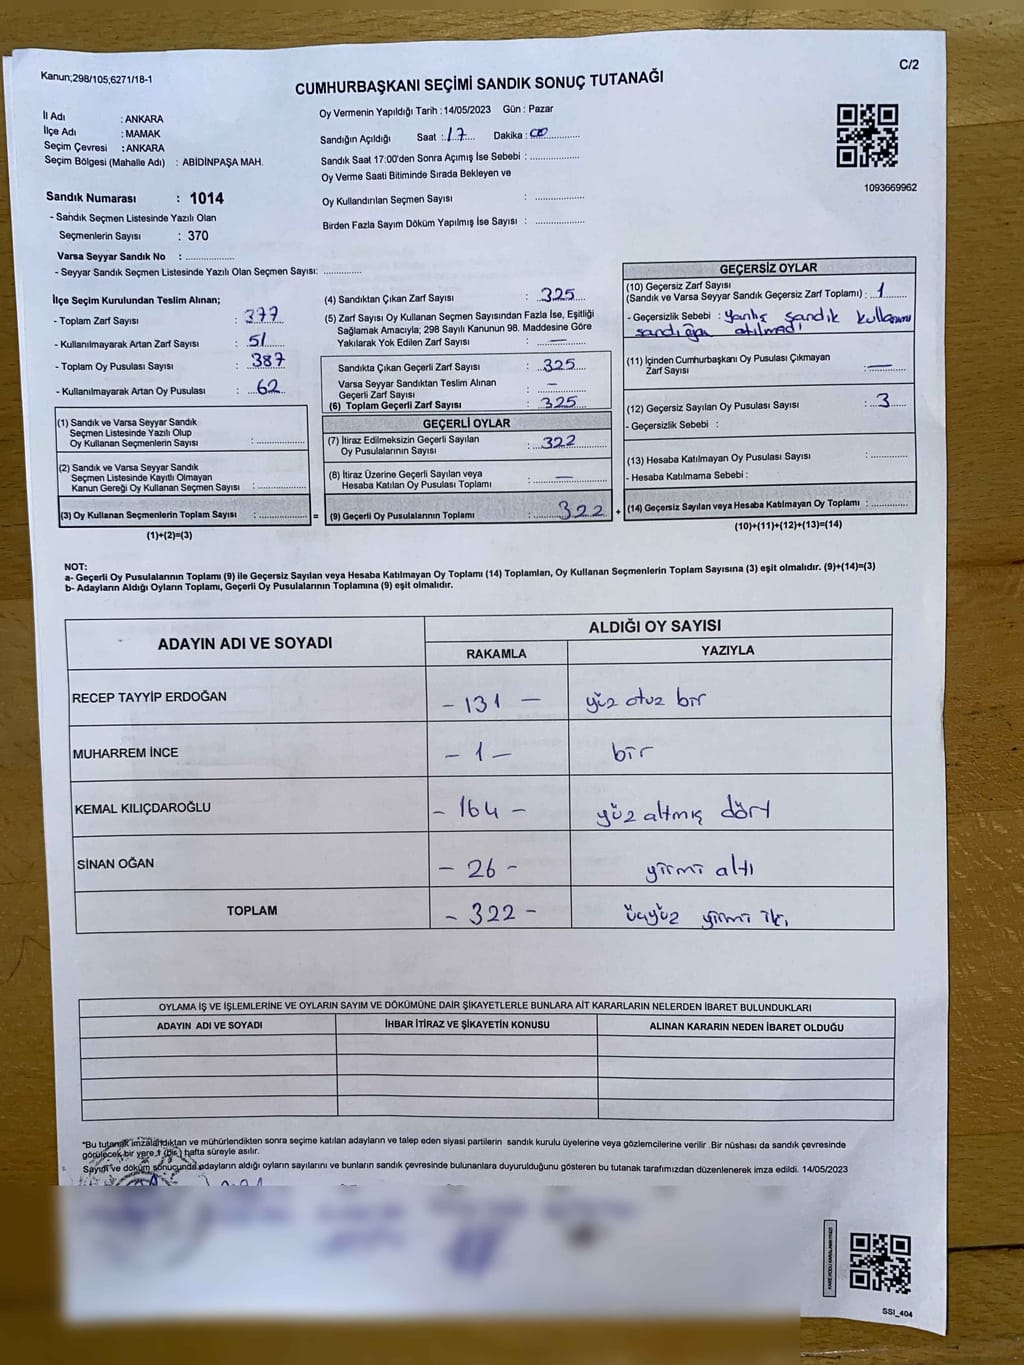 Kanun;298/105;6271/18-1
C/2
CUMHURBAŞKANI SEÇİMİ SANDIK SONUÇ TUTANAĞI
İl Adı : ANKARA
İlçe Adı : MAMAK
Seçim Çevresi : ANKARA
Seçim Bölgesi (Mahalle Adı) : ABİDİNPAŞA MAH.
Oy Vermenin Yapıldığı Tarih : 14/05/2023 Gün : Pazar
Sandığın Açıldığı Saat : 17 Dakika : 00
Sandık Saat 17:00'den Sonra Açımış İse Sebebi :
Oy Verme Saati Bitiminde Sırada Bekleyen ve
Oy Kullandırılan Seçmen Sayısı :
Birden Fazla Sayım Döküm Yapılmış İse Sayısı :
1093669962
Sandık Numarası : 1014
- Sandık Seçmen Listesinde Yazılı Olan
Seçmenlerin Sayısı : 370
Varsa Seyyar Sandık No :
- Seyyar Sandık Seçmen Listesinde Yazılı Olan Seçmen Sayısı:
İlçe Seçim Kurulundan Teslim Alınan;
- Toplam Zarf Sayısı : 377
- Kullanılmayarak Artan Zarf Sayısı : 51
- Toplam Oy Pusulası Sayısı : 387
- Kullanılmayarak Artan Oy Pusulası : 62
(1) Sandık ve Varsa Seyyar Sandık
Seçmen Listesinde Yazılı Olup
Oy Kullanan Seçmenlerin Sayısı :
(2) Sandık ve Varsa Seyyar Sandık
Seçmen Listesinde Kayıtlı Olmayan
Kanun Gereği Oy Kullanan Seçmen Sayısı :
(3) Oy Kullanan Seçmenlerin Toplam Sayısı : =
(1)+(2)=(3)
(4) Sandıktan Çıkan Zarf Sayısı : 325
(5) Zarf Sayısı Oy Kullanan Seçmen Sayısından Fazla İse, Eşitliği
Sağlamak Amacıyla; 298 Sayılı Kanunun 98. Maddesine Göre
Yakılarak Yok Edilen Zarf Sayısı : —
Sandıkta Çıkan Geçerli Zarf Sayısı : 325
Varsa Seyyar Sandıktan Teslim Alınan
Geçerli Zarf Sayısı : —
(6) Toplam Geçerli Zarf Sayısı : 325
GEÇERLİ OYLAR
(7) İtiraz Edilmeksizin Geçerli Sayılan
Oy Pusulalarının Sayısı : 322
(8) İtiraz Üzerine Geçerli Sayılan veya
Hesaba Katılan Oy Pusulası Toplamı : —
(9) Geçerli Oy Pusulalarının Toplamı : 322 +
GEÇERSİZ OYLAR
(10) Geçersiz Zarf Sayısı
(Sandık ve Varsa Seyyar Sandık Geçersiz Zarf Toplamı) : 1
- Geçersizlik Sebebi : Yanlış sandık kullanımı
sandığa atılmadı
(11) İçinden Cumhurbaşkanı Oy Pusulası Çıkmayan
Zarf Sayısı : —
(12) Geçersiz Sayılan Oy Pusulası Sayısı : 3
- Geçersizlik Sebebi :
(13) Hesaba Katılmayan Oy Pusulası Sayısı :
- Hesaba Katılmama Sebebi :
(14) Geçersiz Sayılan veya Hesaba Katılmayan Oy Toplamı :
(10)+(11)+(12)+(13)=(14)
NOT:
a- Geçerli Oy Pusulalarının Toplamı (9) ile Geçersiz Sayılan veya Hesaba Katılmayan Oy Toplamı (14) Toplamları, Oy Kullanan Seçmenlerin Toplam Sayısına (3) eşit olmalıdır. (9)+(14)=(3)
b- Adayların Aldığı Oyların Toplamı, Geçerli Oy Pusulalarının Toplamına (9) eşit olmalıdır.
ADAYIN ADI VE SOYADI
ALDIĞI OY SAYISI
RAKAMLA YAZIYLA
RECEP TAYYİP ERDOĞAN - 131 - yüz otuz bir
MUHARREM İNCE - 1 - bir
KEMAL KILIÇDAROĞLU - 164 - yüz altmış dört
SİNAN OĞAN - 26 - yirmi altı
TOPLAM - 322 - üçyüz yirmi iki
OYLAMA İŞ VE İŞLEMLERİNE VE OYLARIN SAYIM VE DÖKÜMÜNE DAİR ŞİKAYETLERLE BUNLARA AİT KARARLARIN NELERDEN İBARET BULUNDUKLARI
ADAYIN ADI VE SOYADI İHBAR İTİRAZ VE ŞİKAYETİN KONUSU ALINAN KARARIN NEDEN İBARET OLDUĞU
*Bu tutanak imzalandıktan ve mühürlendikten sonra seçime katılan adayların ve talep eden siyasi partilerin sandık kurulu üyelerine veya gözlemcilerine verilir .Bir nüshası da sandık çevresinde
görülecek bir yere 1 (bir) hafta süreyle asılır.
Sayım ve döküm sonucunda adayların aldığı oyların sayılarını ve bunların sandık çevresinde bulunanlara duyurulduğunu gösteren bu tutanak tarafımızdan düzenlenerek imza edildi. 14/05/2023
SSI_404